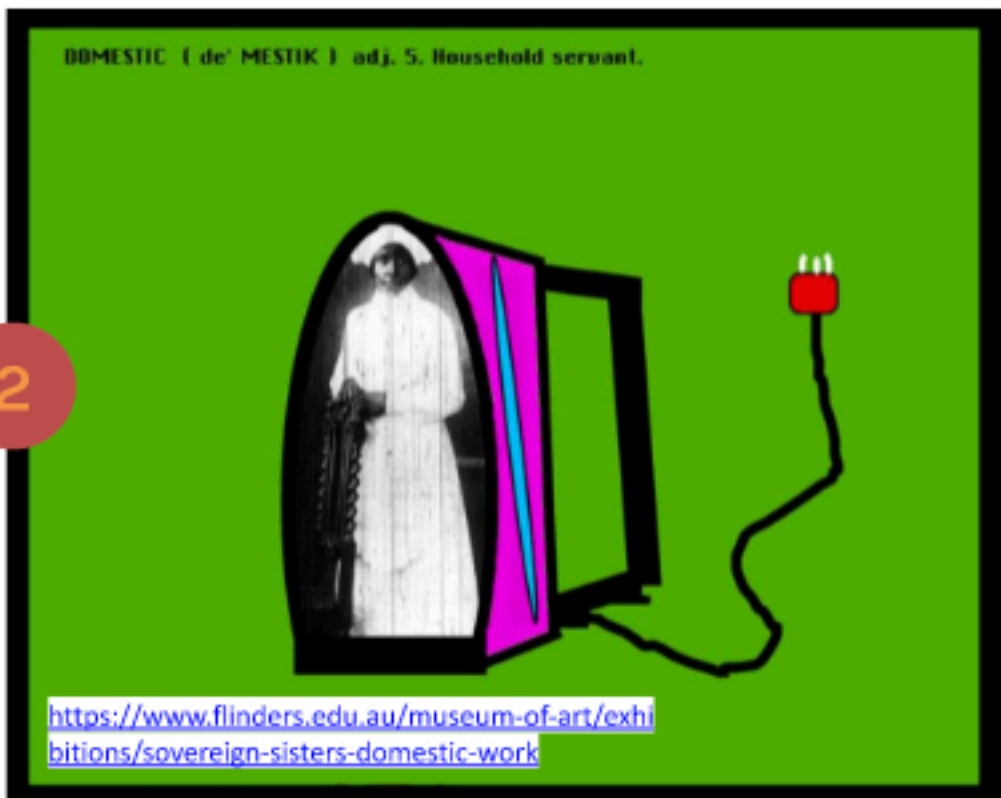 DOMESTIC ( de' MESTIK ) adj. 5. Household servant.
2
https://www.flinders.edu.au/museum-of-art/exhi
bitions/sovereign-sisters-domestic-work